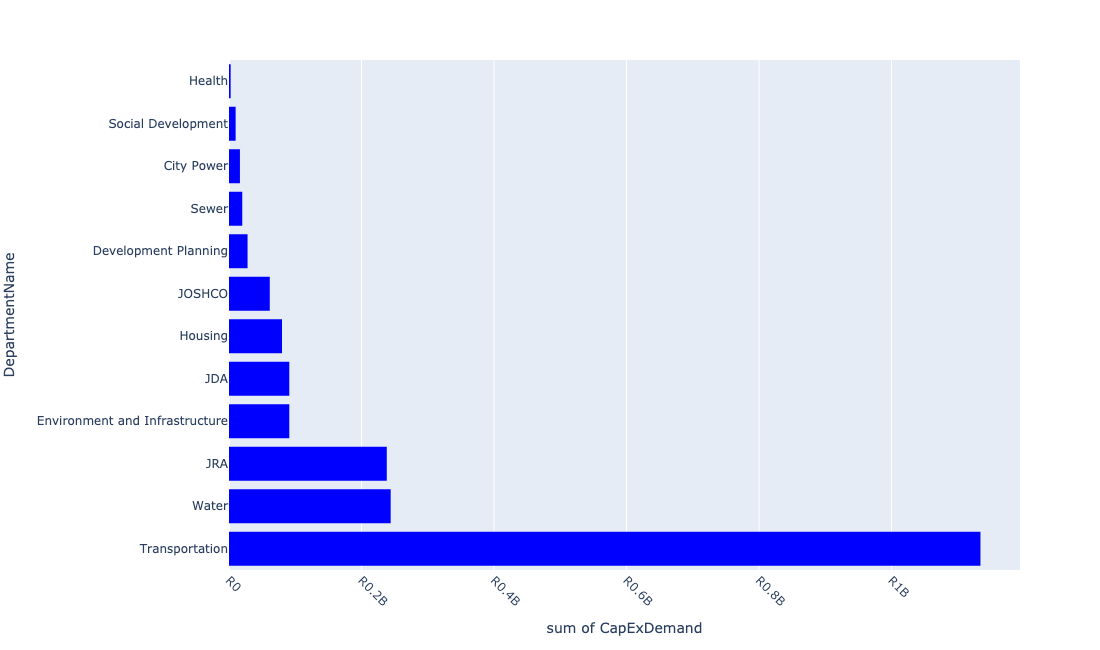 Health
Social Development
City Power
Sewer
Development Planning
JOSHCO
Housing
JDA
Environment and Infrastructure
JRA
Water
Transportation
DepartmentName
R0
R0.2B
R0.4B
R0.6B
R0.8B
R1B
sum of CapExDemand